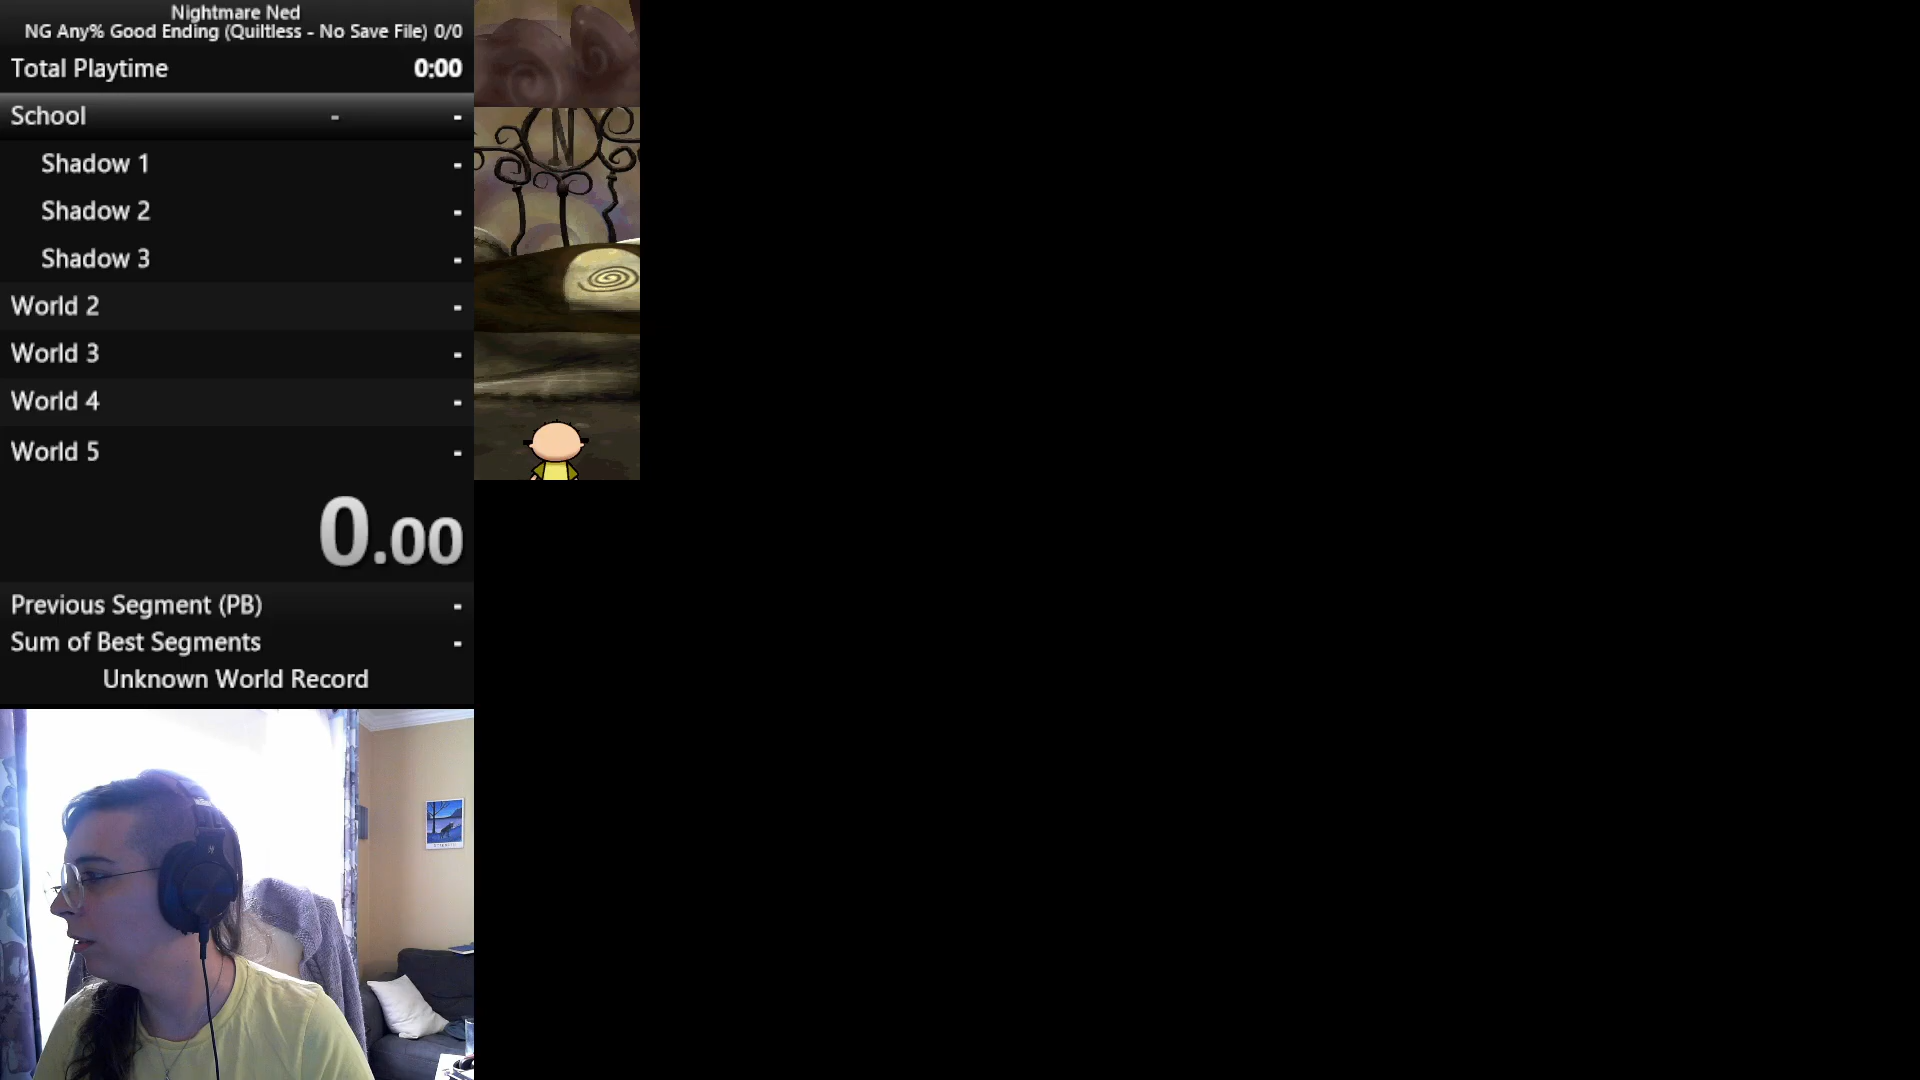 Nightmare Ned
NG Any% Good Ending (Quiltless - No Save File) 0/0
Total Playtime 0:00
School - -
Shadow 1 -
Shadow 2 -
Shadow 3 -
World 2 -
World 3 -
World 4 -
World 5 -
0.00
Previous Segment (PB) -
Sum of Best Segments -
Unknown World Record
N